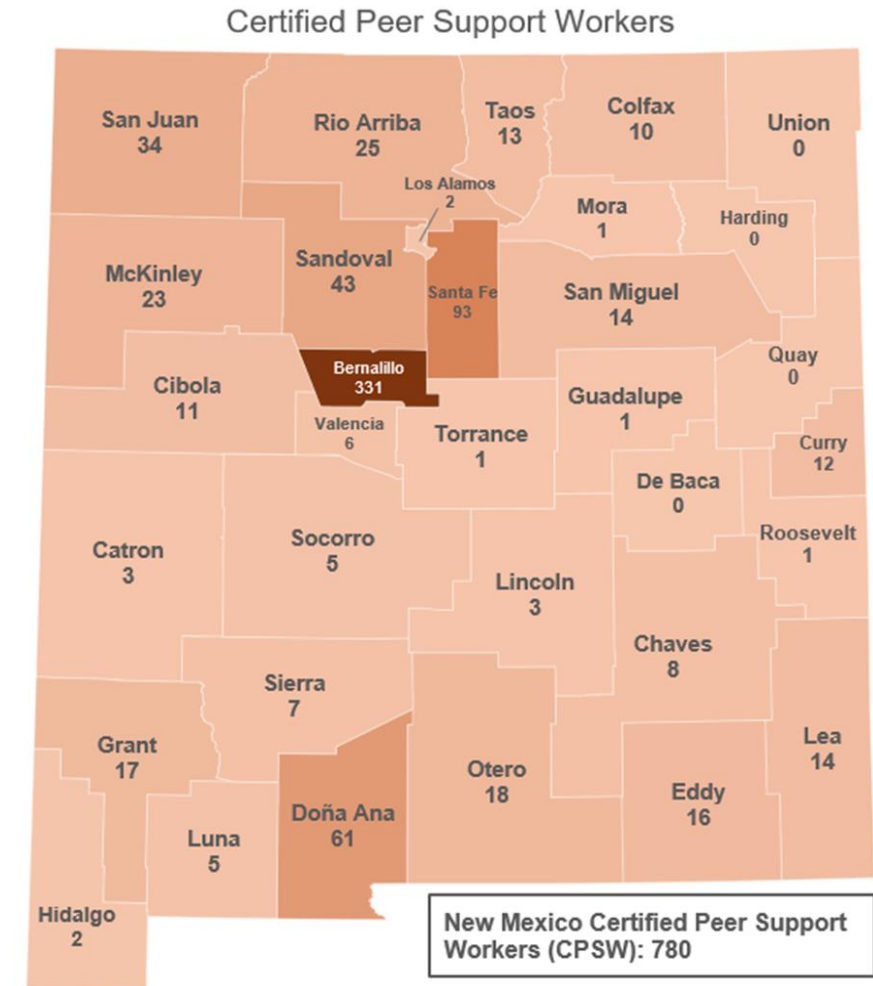 Certified Peer Support Workers
San Juan
34
Rio Arriba
25
Taos
13
Colfax
10
Union
0
Los Alamos
2
Mora
1
Harding
0
McKinley
23
Sandoval
43
Santa Fe
93
San Miguel
14
Quay
0
Bernalillo
331
Cibola
11
Valencia
6
Torrance
1
Guadalupe
1
Curry
12
De Baca
0
Roosevelt
1
Catron
3
Socorro
5
Lincoln
3
Chaves
8
Sierra
7
Grant
17
Lea
14
Otero
18
Eddy
16
Doña Ana
61
Luna
5
Hidalgo
2
New Mexico Certified Peer Support
Workers (CPSW): 780